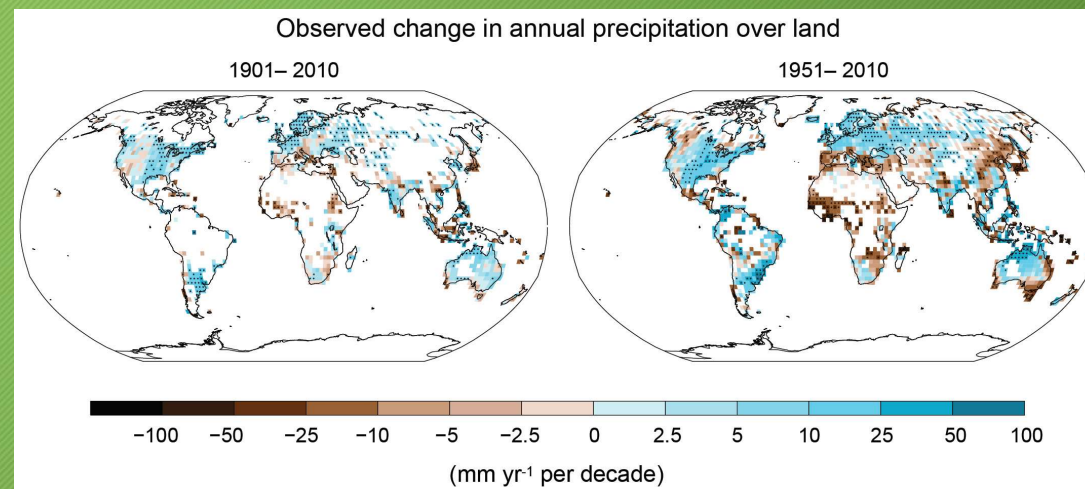 Observed change in annual precipitation over land
1901– 2010
1951– 2010
−100 −50 −25 −10 −5 −2.5 0 2.5 5 10 25 50 100
(mm yr-1 per decade)